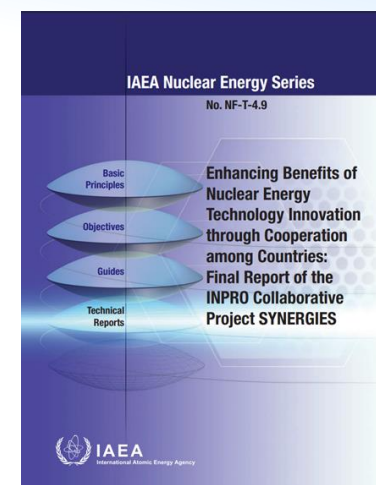 IAEA Nuclear Energy Series
No. NF-T-4.9
Basic
Principles
Objectives
Guides
Technical
Reports
Enhancing Benefits of
Nuclear Energy
Technology Innovation
through Cooperation
among Countries:
Final Report of the
INPRO Collaborative
Project SYNERGIES
IAEA
International Atomic Energy Agency